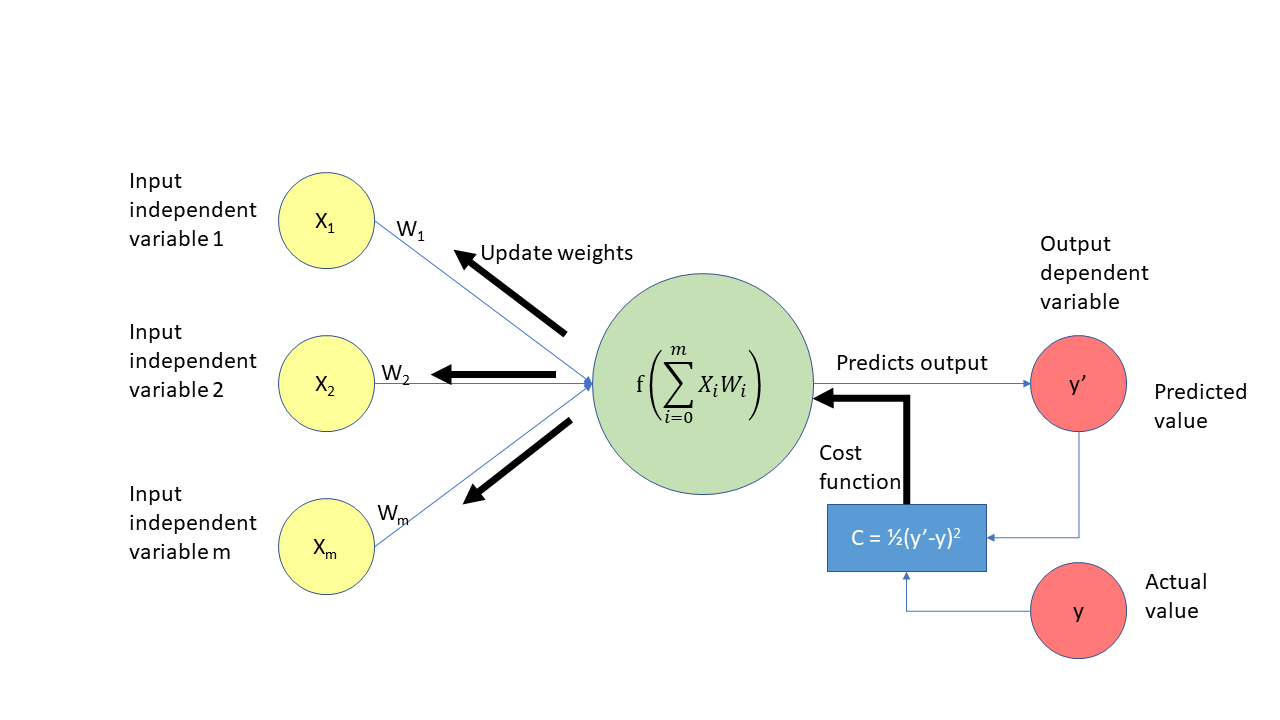 Input
independent
variable 1
X₁
W₁
Update weights
Input
independent
variable 2
X₂
W₂
Input
independent
variable m
Xₘ
Wₘ
f(∑_{i=0}^{m} XᵢWᵢ)
Predicts output
Output
dependent
variable
y’
Predicted
value
Cost
function
C = ½(y’-y)²
y
Actual
value